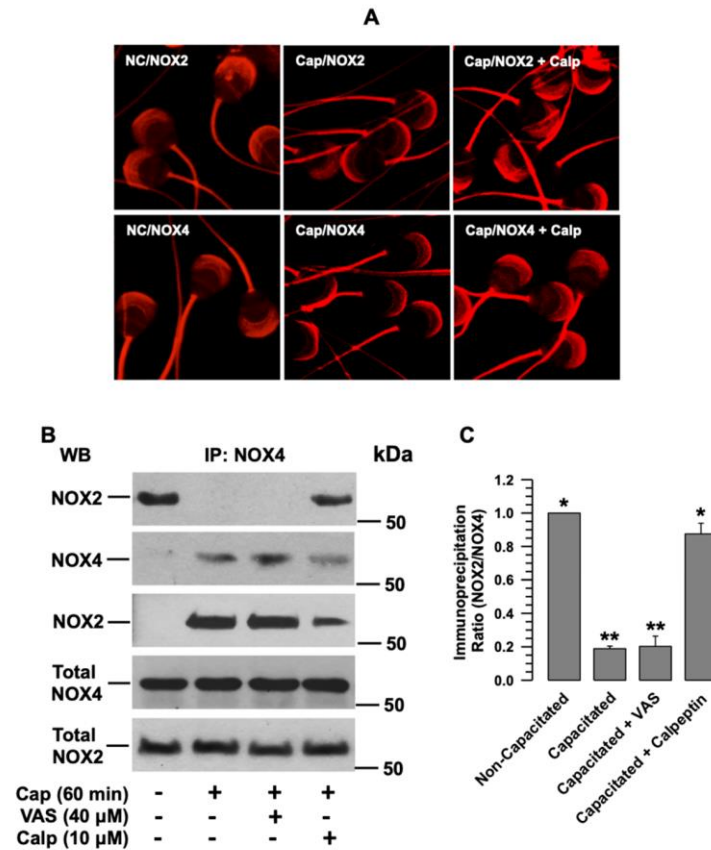 A
NC/NOX2
Cap/NOX2
Cap/NOX2 + Calp
NC/NOX4
Cap/NOX4
Cap/NOX4 + Calp
B
WB
IP: NOX4
kDa
NOX2
50
NOX4
50
NOX2
Total
NOX4
50
Total
NOX2
50
Cap (60 min) - + + +
VAS (40 µM) - - + -
Calp (10 µM) - - - +
C
Immunoprecipitation
Ratio (NOX2/NOX4)
1.2
1.0
0.8
0.6
0.4
0.2
0.0
*
**
**
*
Non-Capacitated
Capacitated
Capacitated + VAS
Capacitated + Calpeptin